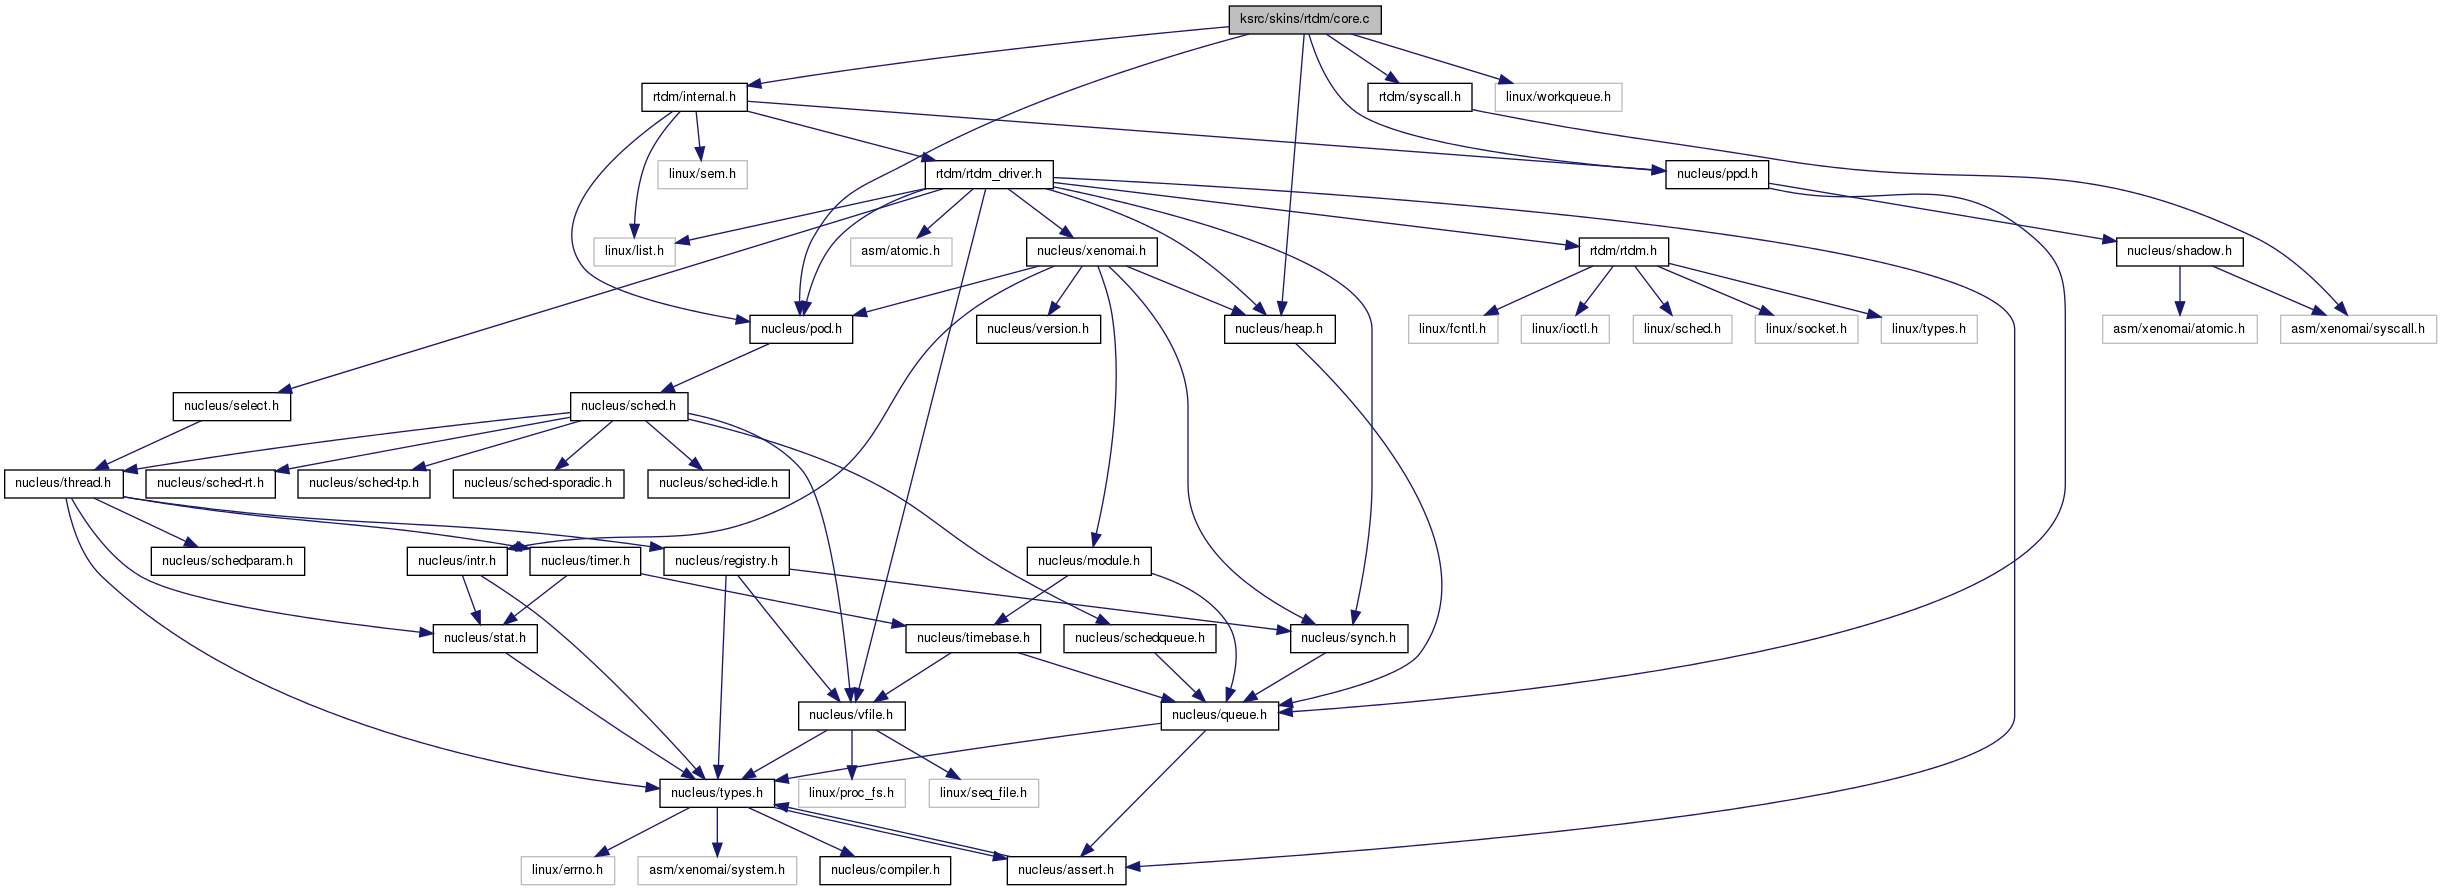 ksrc/skins/rtdm/core.c
rtdm/internal.h
rtdm/syscall.h
linux/workqueue.h
linux/sem.h
rtdm/rtdm_driver.h
nucleus/ppd.h
linux/list.h
asm/atomic.h
nucleus/xenomai.h
rtdm/rtdm.h
nucleus/shadow.h
nucleus/pod.h
nucleus/version.h
nucleus/heap.h
linux/fcntl.h
linux/ioctl.h
linux/sched.h
linux/socket.h
linux/types.h
asm/xenomai/atomic.h
asm/xenomai/syscall.h
nucleus/select.h
nucleus/sched.h
nucleus/thread.h
nucleus/sched-rt.h
nucleus/sched-tp.h
nucleus/sched-sporadic.h
nucleus/sched-idle.h
nucleus/schedparam.h
nucleus/intr.h
nucleus/timer.h
nucleus/registry.h
nucleus/module.h
nucleus/stat.h
nucleus/timebase.h
nucleus/schedqueue.h
nucleus/synch.h
nucleus/vfile.h
nucleus/queue.h
nucleus/types.h
linux/proc_fs.h
linux/seq_file.h
linux/errno.h
asm/xenomai/system.h
nucleus/compiler.h
nucleus/assert.h